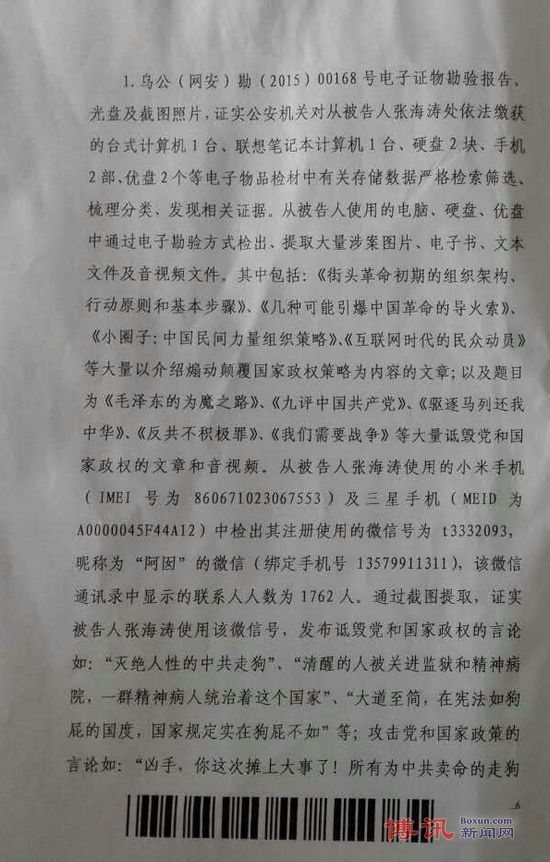 1.乌公（网安）勘（2015）00168 号电子证物勘验报告、
光盘及截图照片，证实公安机关对从被告人张海涛处依法缴获
的台式计算机 1 台、联想笔记本计算机 1 台、硬盘 2 块、手机
2 部、优盘 2 个等电子物品检材中有关存储数据严格检索筛选、
梳理分类、发现相关证据。从被告人使用的电脑、硬盘、优盘
中通过电子勘验方式检出、提取大量涉案图片、电子书、文本
文件及音视频文件。其中包括：《街头革命初期的组织架构、
行动原则和基本步骤》、《几种可能引爆中国革命的导火索》、
《小圈子：中国民间力量组织策略》、《互联网时代的民众动员》
等大量以介绍煽动颠覆国家政权策略为内容的文章；以及题目
为《毛泽东的为魔之路》、《九评中国共产党》、《驱逐马列还我
中华》、《反共不积极罪》、《我们需要战争》等大量诋毁党和国
家政权的文章和音视频。从被告人张海涛使用的小米手机
（IMEI 号为 860671023067553）及三星手机（MEID 为
A0000045F44A12）中检出其注册使用的微信号为 t3332093，
昵称为“阿囡”的微信（绑定手机号 13579911311），该微信
通讯录中显示的联系人人数为 1762 人。通过截图提取，证实
被告人张海涛使用该微信号，发布诋毁党和国家政权的言论
如：“灭绝人性的中共走狗”、“清醒的人被关进监狱和精神病
院，一群精神病人统治着这个国家”、“大道至简，在宪法如狗
屁的国度，国家规定实在狗屁不如”等；攻击党和国家政策的
言论如：“凶手，你这次摊上大事了！所有为中共卖命的走狗
6
博讯 Boxun.com 新闻网